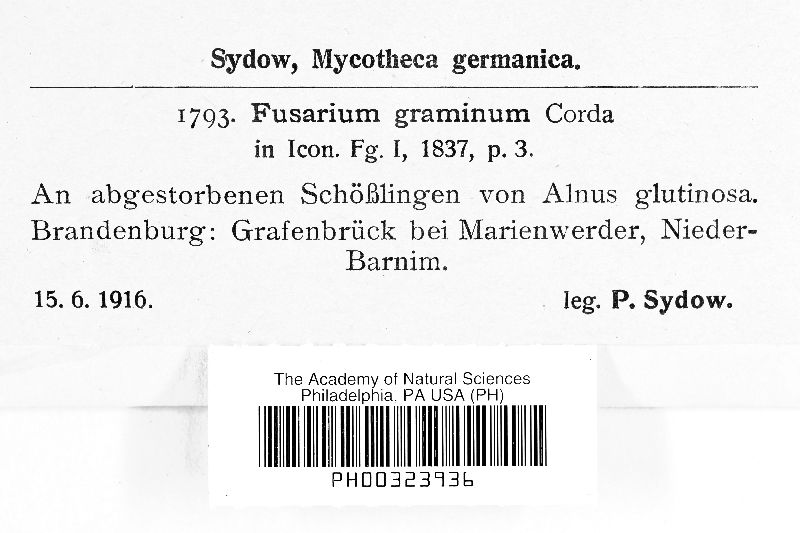 Sydow, Mycotheca germanica.
1793. Fusarium graminum Corda
in Icon. Fg. I, 1837, p. 3.
An abgestorbenen Schößlingen von Alnus glutinosa.
Brandenburg: Grafenbrück bei Marienwerder, Nieder-
Barnim.
15. 6. 1916. leg. P. Sydow.
The Academy of Natural Sciences
Philadelphia, PA USA (PH)
PH00323936